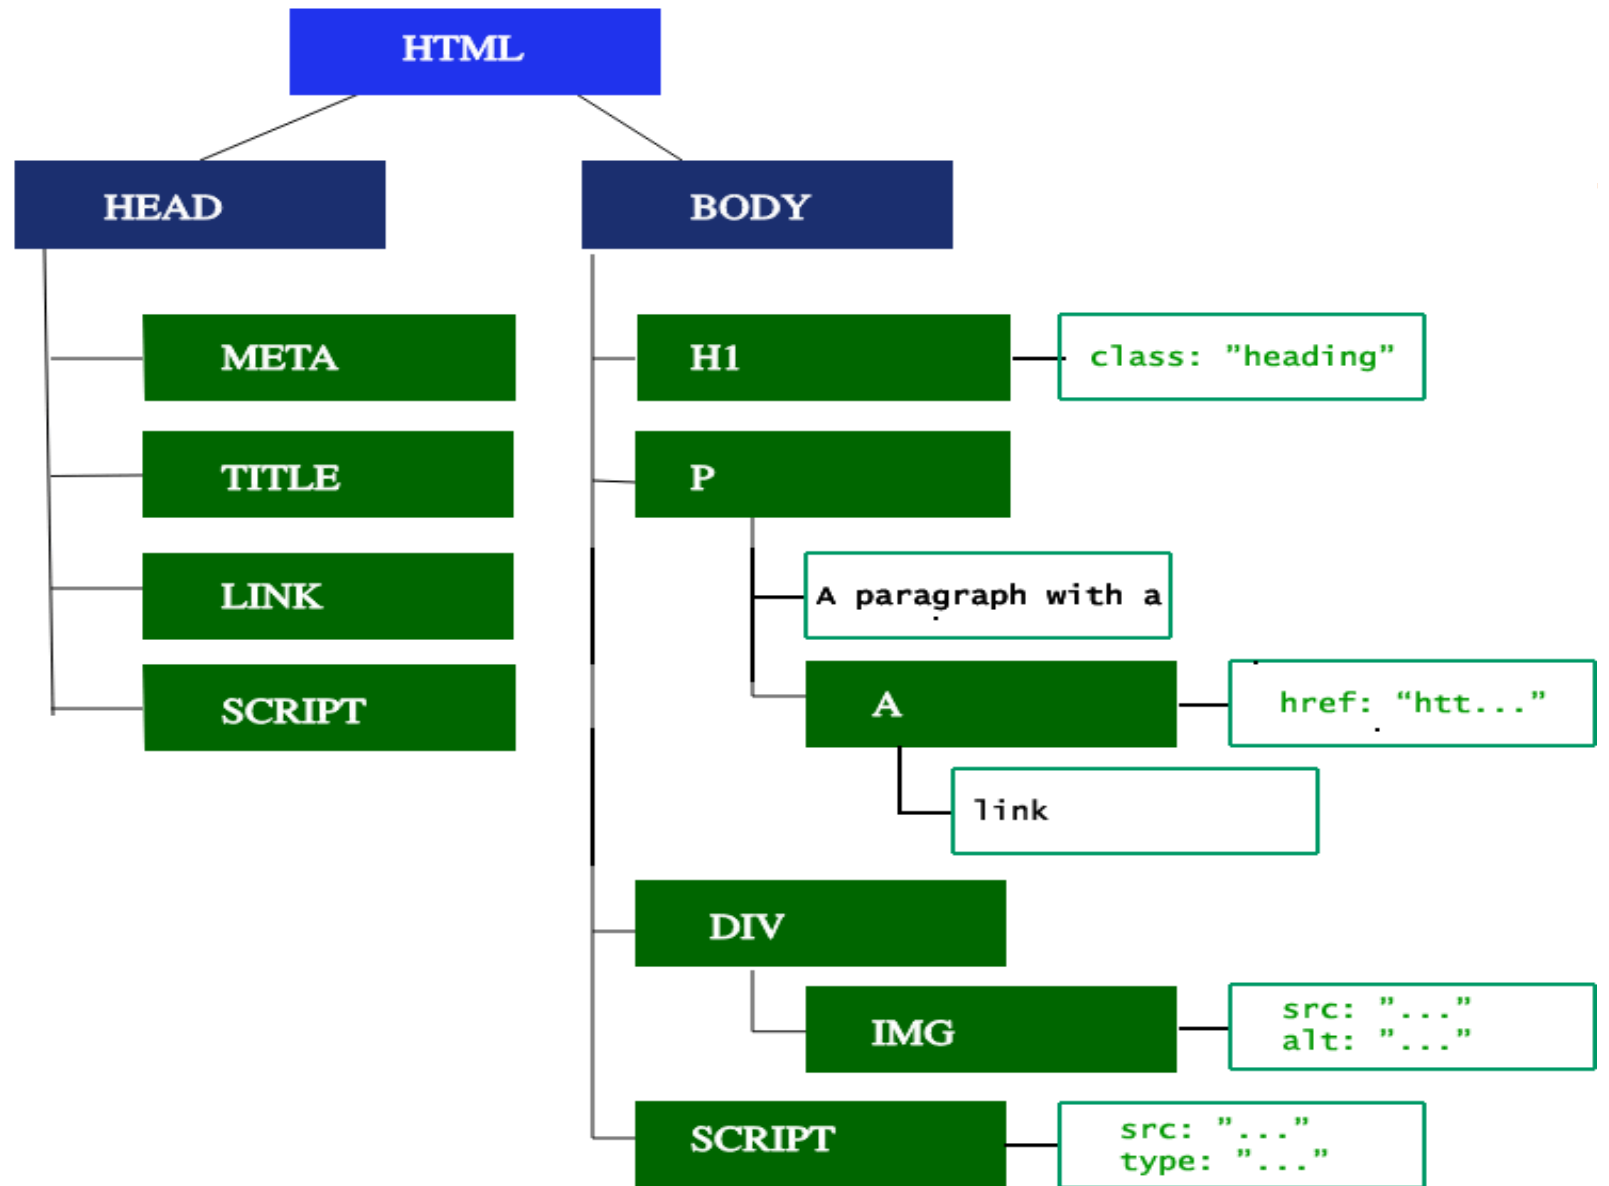 HTML
HEAD
BODY
META
TITLE
LINK
SCRIPT
H1
class: ”heading”
P
A paragraph with a
A
href: “htt...”
link
DIV
IMG
src: ”...”
alt: ”...”
SCRIPT
src: ”...”
type: ”...”